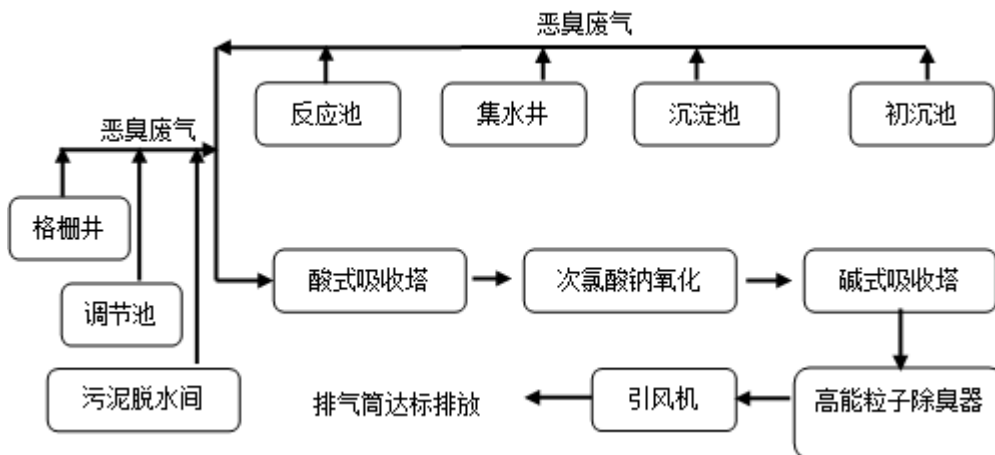 恶臭废气
反应池
集水井
沉淀池
初沉池
恶臭废气
格栅井
酸式吸收塔
次氯酸钠氧化
碱式吸收塔
调节池
污泥脱水间
排气筒达标排放
引风机
高能粒子除臭器